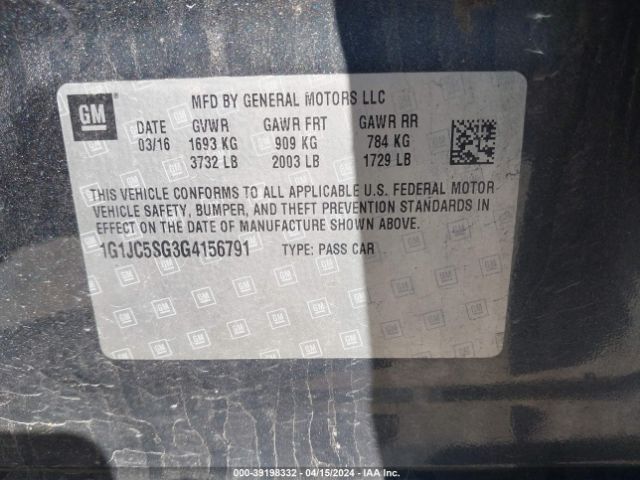 GM
MFD BY GENERAL MOTORS LLC
DATE GVWR GAWR FRT GAWR RR
03/16 1693 KG 909 KG 784 KG
3732 LB 2003 LB 1729 LB
THIS VEHICLE CONFORMS TO ALL APPLICABLE U.S. FEDERAL MOTOR
VEHICLE SAFETY, BUMPER, AND THEFT PREVENTION STANDARDS IN
EFFECT ON THE DATE OF MANUFACTURE SHOWN ABOVE.
1G1JC5SG3G4156791 TYPE: PASS CAR
000-39198332 - 04/15/2024 - IAA Inc.